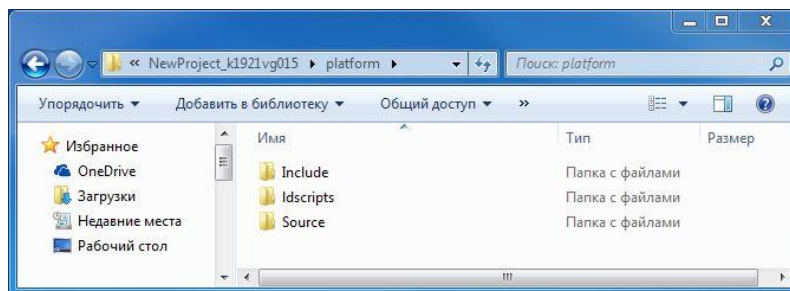 « NewProject_k1921vg015 ▸ platform ▸ Поиск: platform
Упорядочить ▾ Добавить в библиотеку ▾ Общий доступ ▾ »
Избранное
OneDrive
Загрузки
Недавние места
Рабочий стол
Имя Тип Размер
Include Папка с файлами
ldscripts Папка с файлами
Source Папка с файлами